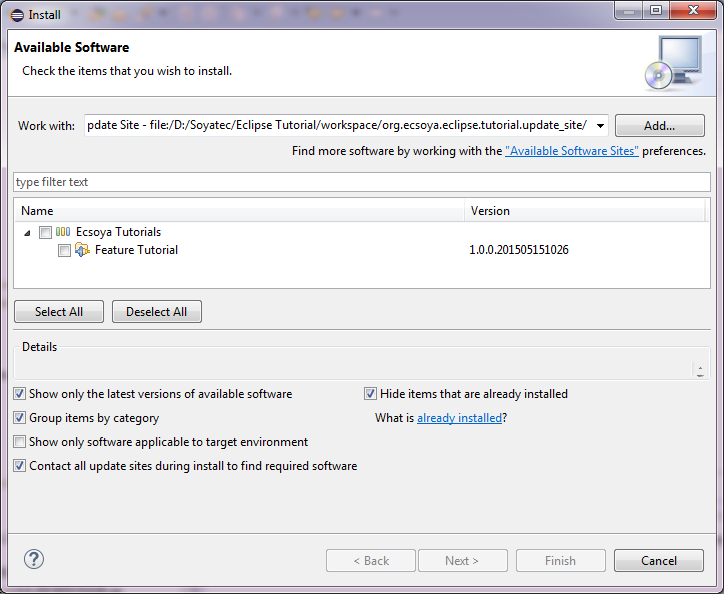 Install
Available Software
Check the items that you wish to install.
Work with: pdate Site - file:/D:/Soyatec/Eclipse Tutorial/workspace/org.ecsoya.eclipse.tutorial.update_site/ Add...
Find more software by working with the "Available Software Sites" preferences.
type filter text
Name Version
Ecsoya Tutorials
Feature Tutorial 1.0.0.201505151026
Select All Deselect All
Details
Show only the latest versions of available software Hide items that are already installed
Group items by category What is already installed?
Show only software applicable to target environment
Contact all update sites during install to find required software
? < Back Next > Finish Cancel